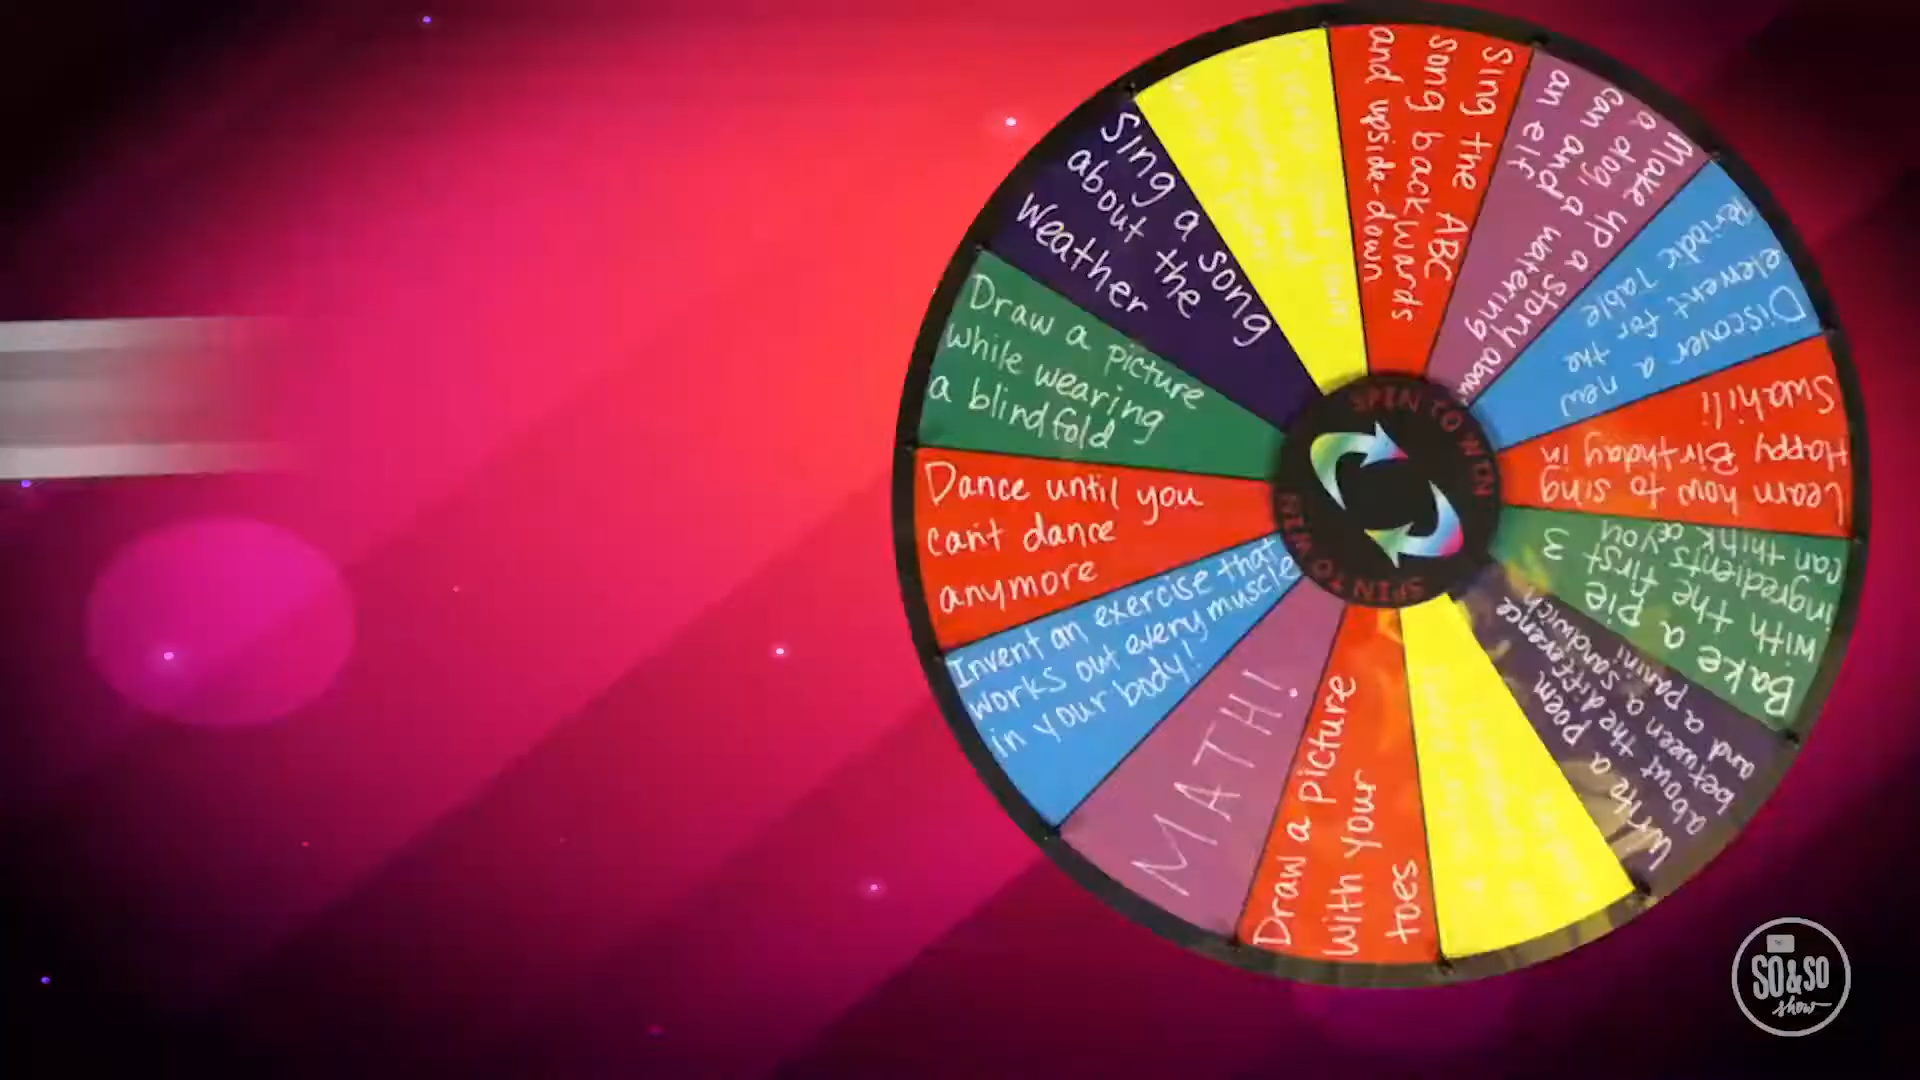 Sing the ABC
song backwards
and upside-down
Make up a story about
a dog, a watering
can and a
an elf
Discover a new
element for the
Periodic Table
Learn how to sing
Happy Birthday in
Swahili
Bake a pie
with the first 3
ingredients you
can think of
Write a poem
about the difference
between a sandwich
and a panini
Draw a picture
with your
toes
MATH!
Invent an exercise that
works out every muscle
in your body!
Dance until you
can't dance
anymore
Draw a picture
while wearing
a blindfold
Sing a song
about the
weather
SPIN TO WIN
SPIN TO WIN
SO & SO
show